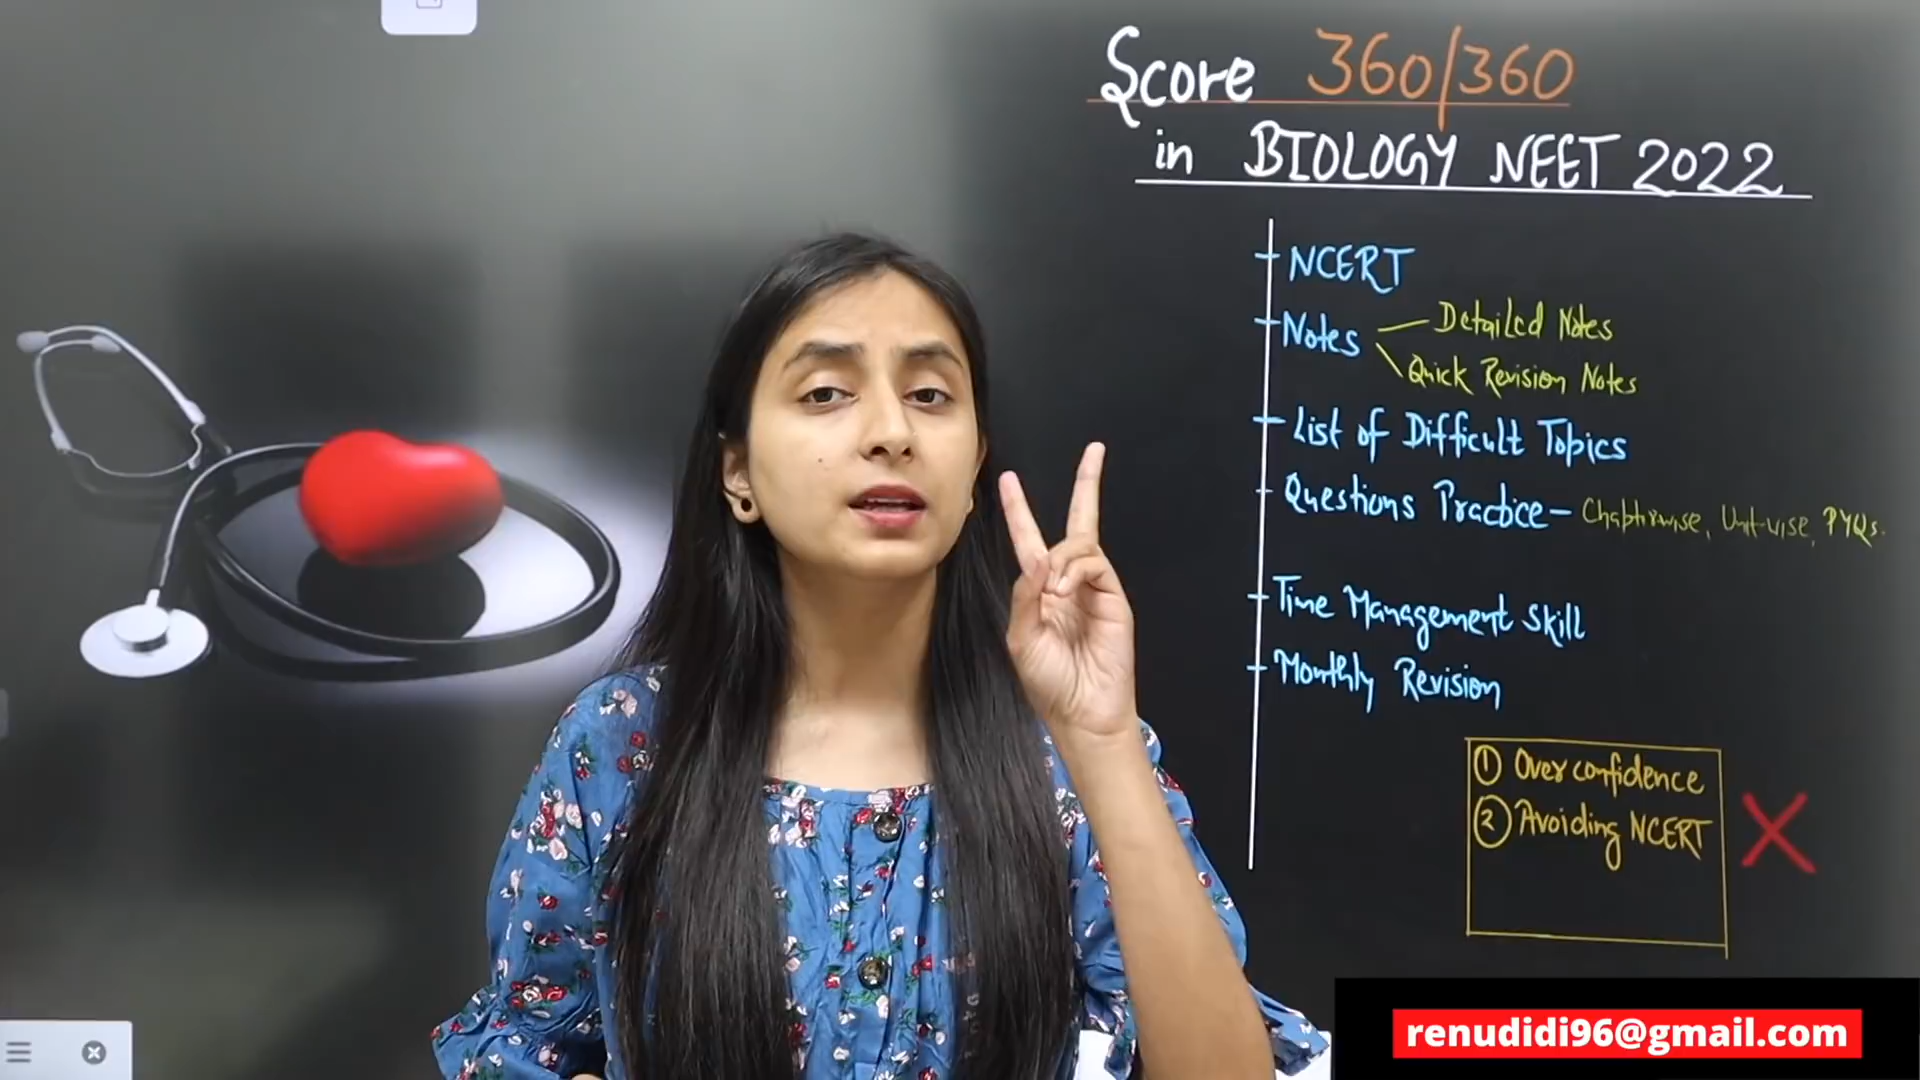 Score 360/360
in BIOLOGY NEET 2022
NCERT
Notes
Detailed Notes
Quick Revision Notes
List of Difficult Topics
Questions Practice - Chapterwise, Unit-wise, PYQs.
Time Management Skill
Monthly Revision
① Over confidence
② Avoiding NCERT
renudidi96@gmail.com